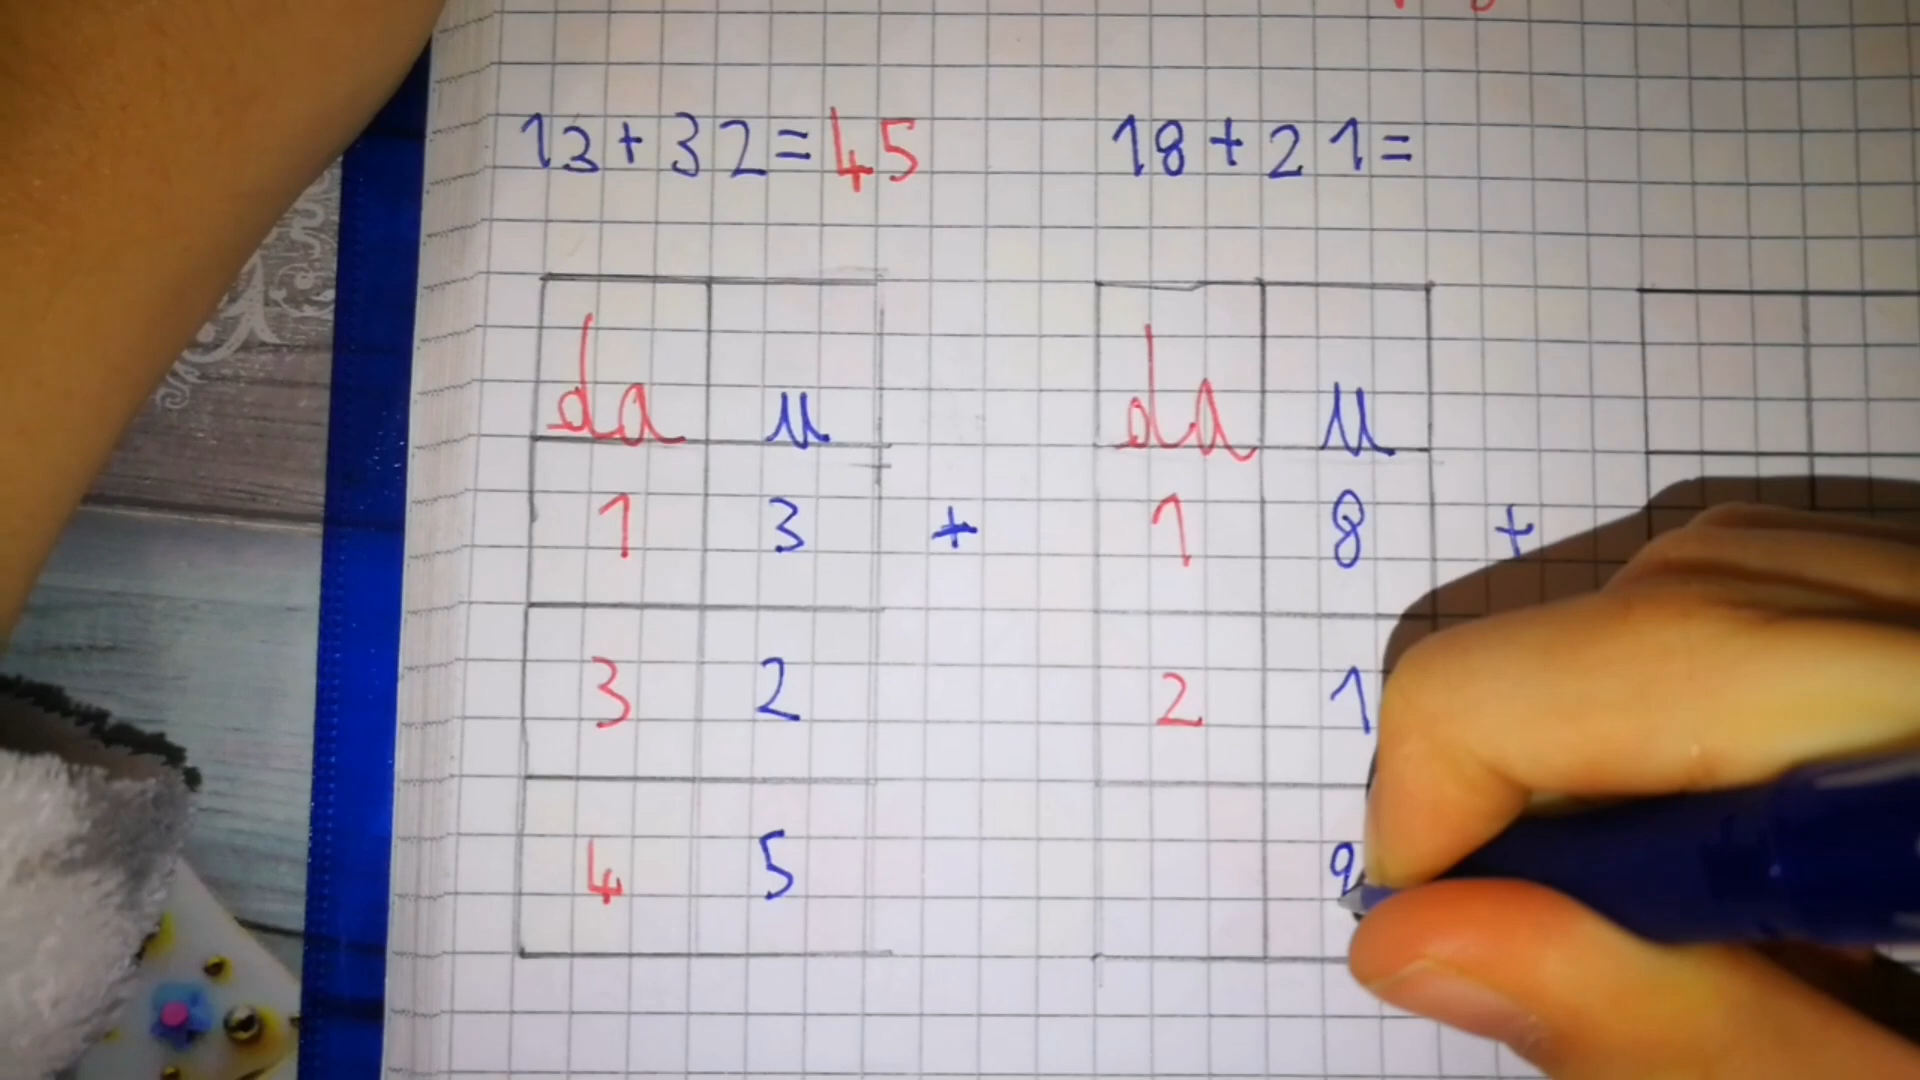 13+32=45 18+21=
da u da u
1 3 + 1 8 +
3 2 2 1
4 5 9